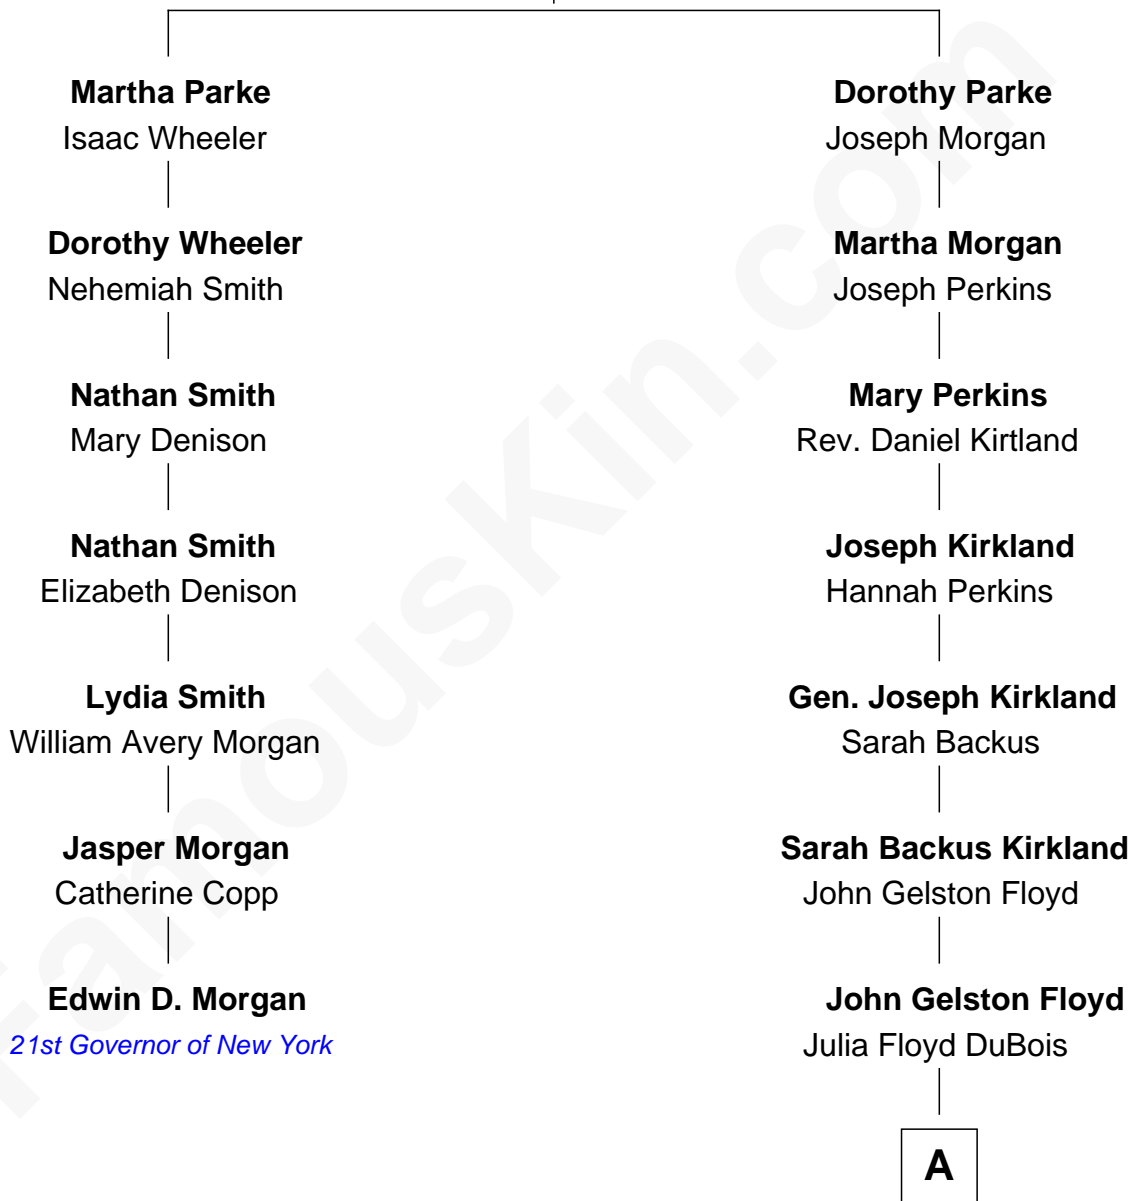 Martha Parke
Isaac Wheeler
Dorothy Wheeler
Nehemiah Smith
Nathan Smith
Mary Denison
Nathan Smith
Elizabeth Denison
Lydia Smith
William Avery Morgan
Jasper Morgan
Catherine Copp
Edwin D. Morgan
21st Governor of New York
Dorothy Parke
Joseph Morgan
Martha Morgan
Joseph Perkins
Mary Perkins
Rev. Daniel Kirtland
Joseph Kirkland
Hannah Perkins
Gen. Joseph Kirkland
Sarah Backus
Sarah Backus Kirkland
John Gelston Floyd
John Gelston Floyd
Julia Floyd DuBois
A
FamousKin.com